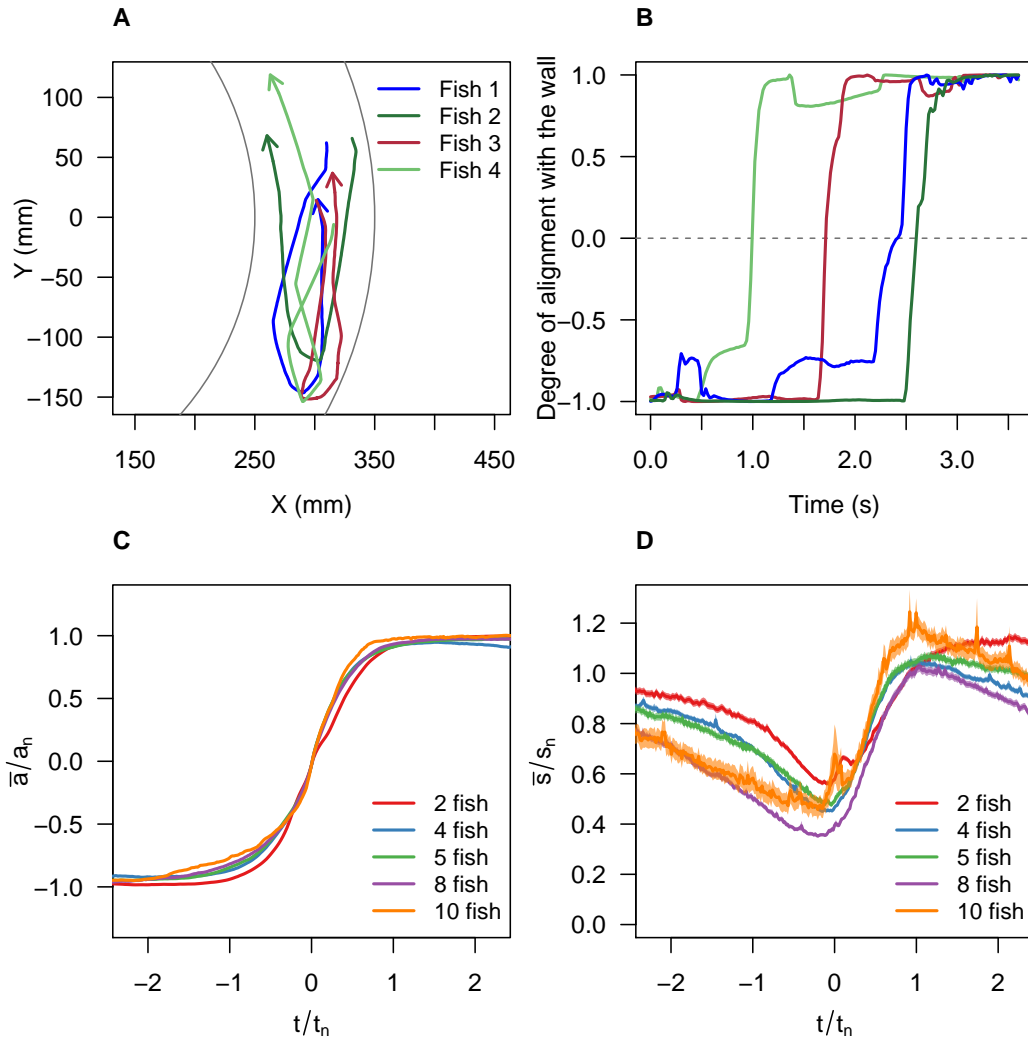 A
100
50
0
−50
−100
−150
Y (mm)
150
250
350
450
X (mm)
Fish 1
Fish 2
Fish 3
Fish 4
B
1.0
0.5
0.0
−0.5
−1.0
Degree of alignment with the wall
0.0
1.0
2.0
3.0
Time (s)
C
1.0
0.5
0.0
−0.5
−1.0
a̅/aₙ
−2
−1
0
1
2
t/tₙ
2 fish
4 fish
5 fish
8 fish
10 fish
D
1.2
1.0
0.8
0.6
0.4
0.2
0.0
s̅/sₙ
−2
−1
0
1
2
t/tₙ
2 fish
4 fish
5 fish
8 fish
10 fish